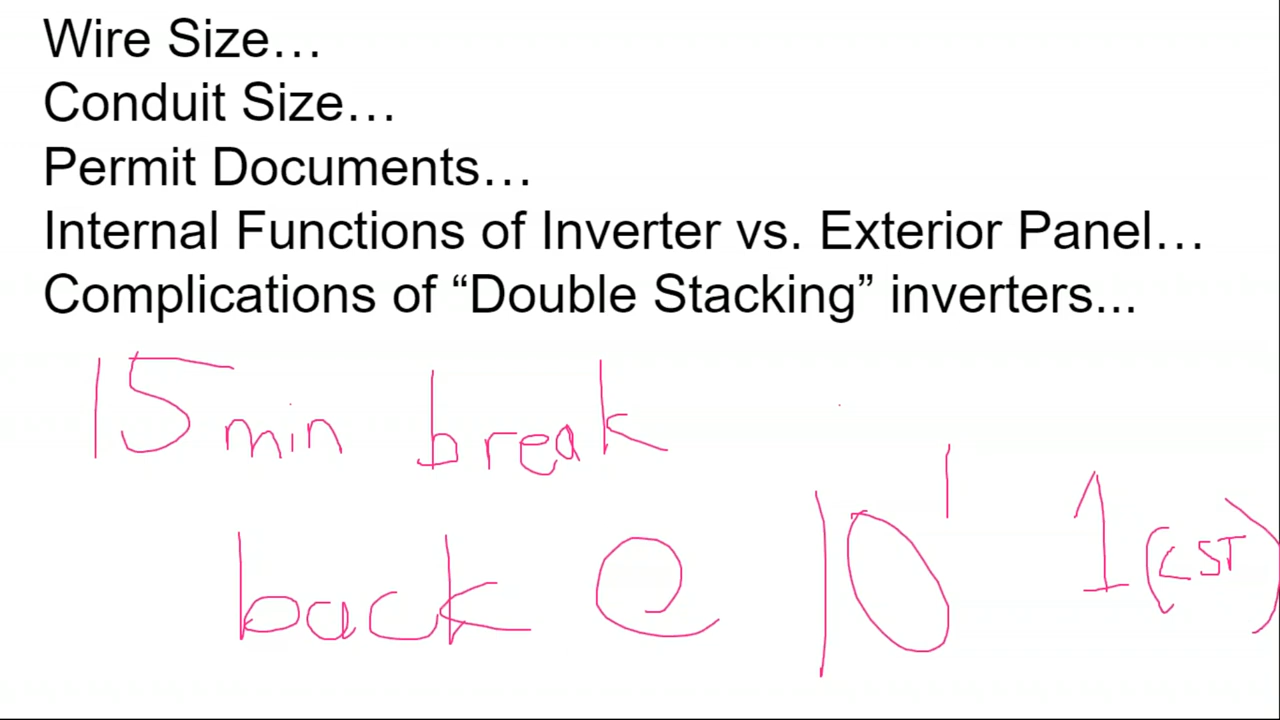 Wire Size…
Conduit Size…
Permit Documents…
Internal Functions of Inverter vs. Exterior Panel…
Complications of “Double Stacking” inverters...
15 min break
back @ 10' 1 (CST)